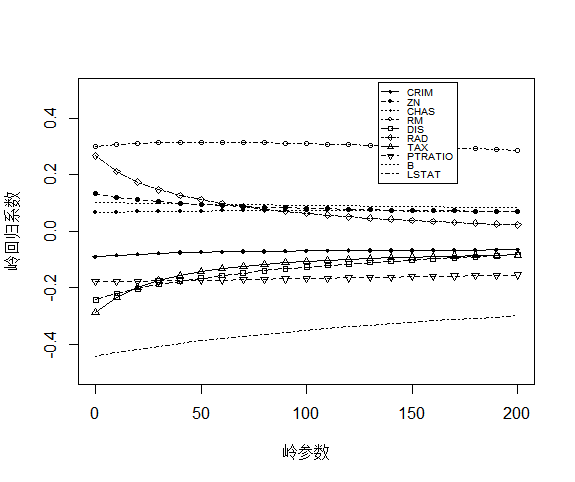 CRIM
ZN
CHAS
RM
DIS
RAD
TAX
PTRATIO
B
LSTAT
0.4
0.2
0.0
-0.2
-0.4
岭回归系数
0 50 100 150 200
岭参数